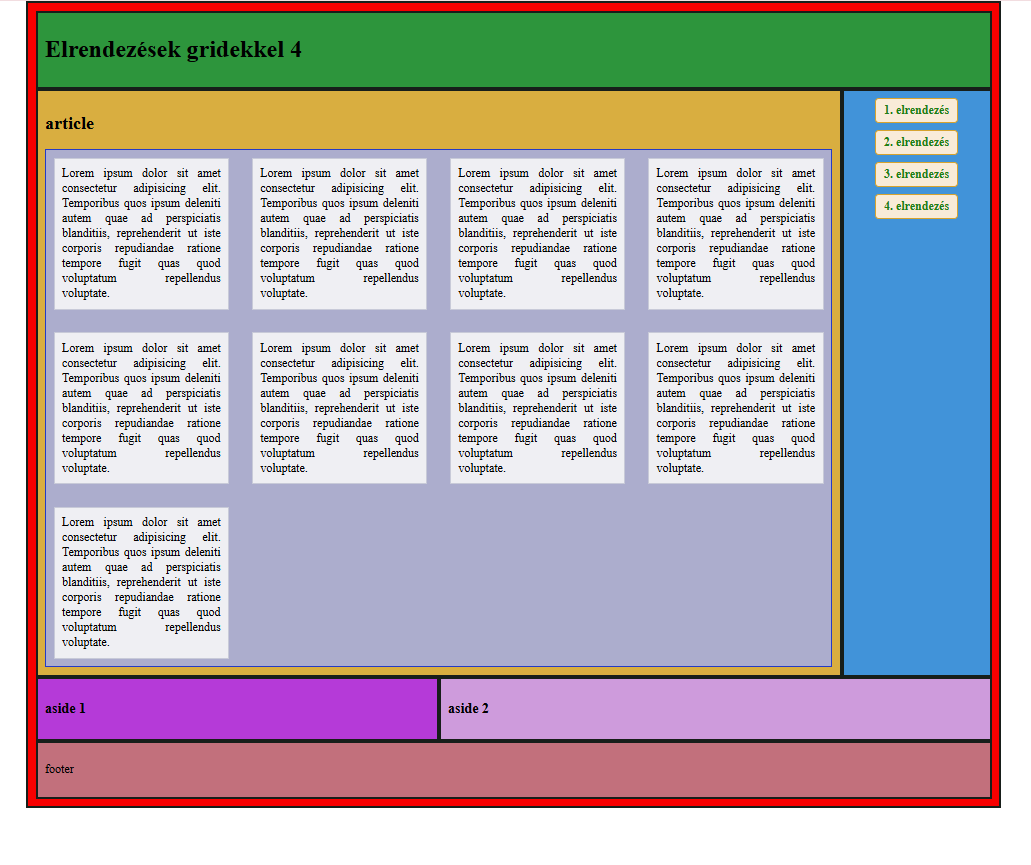 Elrendezések gridekkel 4
article
Lorem ipsum dolor sit amet
consectetur adipisicing elit.
Temporibus quos ipsum deleniti
autem quae ad perspiciatis
blanditiis, reprehenderit ut iste
corporis repudiandae ratione
tempore fugit quas quod
voluptatum repellendus
voluptate.
Lorem ipsum dolor sit amet
consectetur adipisicing elit.
Temporibus quos ipsum deleniti
autem quae ad perspiciatis
blanditiis, reprehenderit ut iste
corporis repudiandae ratione
tempore fugit quas quod
voluptatum repellendus
voluptate.
Lorem ipsum dolor sit amet
consectetur adipisicing elit.
Temporibus quos ipsum deleniti
autem quae ad perspiciatis
blanditiis, reprehenderit ut iste
corporis repudiandae ratione
tempore fugit quas quod
voluptatum repellendus
voluptate.
Lorem ipsum dolor sit amet
consectetur adipisicing elit.
Temporibus quos ipsum deleniti
autem quae ad perspiciatis
blanditiis, reprehenderit ut iste
corporis repudiandae ratione
tempore fugit quas quod
voluptatum repellendus
voluptate.
Lorem ipsum dolor sit amet
consectetur adipisicing elit.
Temporibus quos ipsum deleniti
autem quae ad perspiciatis
blanditiis, reprehenderit ut iste
corporis repudiandae ratione
tempore fugit quas quod
voluptatum repellendus
voluptate.
Lorem ipsum dolor sit amet
consectetur adipisicing elit.
Temporibus quos ipsum deleniti
autem quae ad perspiciatis
blanditiis, reprehenderit ut iste
corporis repudiandae ratione
tempore fugit quas quod
voluptatum repellendus
voluptate.
Lorem ipsum dolor sit amet
consectetur adipisicing elit.
Temporibus quos ipsum deleniti
autem quae ad perspiciatis
blanditiis, reprehenderit ut iste
corporis repudiandae ratione
tempore fugit quas quod
voluptatum repellendus
voluptate.
Lorem ipsum dolor sit amet
consectetur adipisicing elit.
Temporibus quos ipsum deleniti
autem quae ad perspiciatis
blanditiis, reprehenderit ut iste
corporis repudiandae ratione
tempore fugit quas quod
voluptatum repellendus
voluptate.
Lorem ipsum dolor sit amet
consectetur adipisicing elit.
Temporibus quos ipsum deleniti
autem quae ad perspiciatis
blanditiis, reprehenderit ut iste
corporis repudiandae ratione
tempore fugit quas quod
voluptatum repellendus
voluptate.
1. elrendezés
2. elrendezés
3. elrendezés
4. elrendezés
aside 1
aside 2
footer